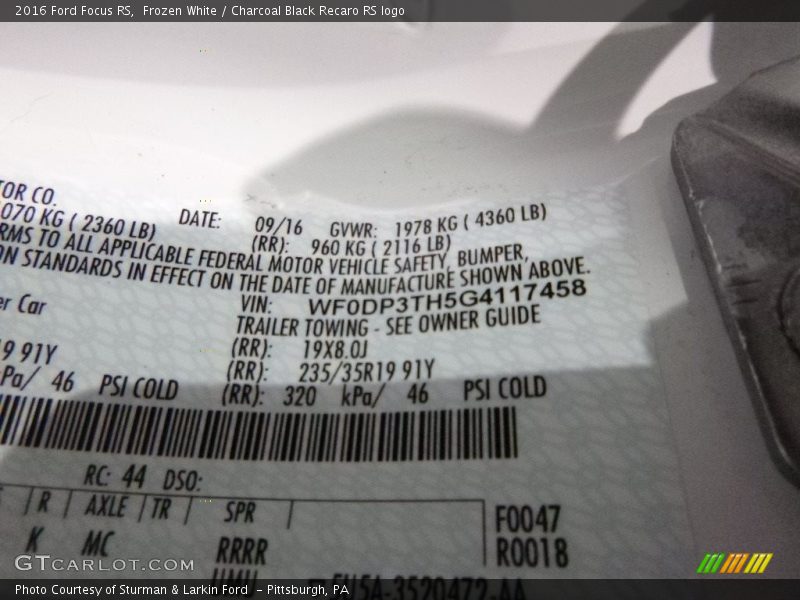 2016 Ford Focus RS,  Frozen White / Charcoal Black Recaro RS logo
TOR CO.
1070 KG ( 2360 LB)
DATE: 09/16 GVWR: 1978 KG ( 4360 LB)
(RR): 960 KG ( 2116 LB)
RMS TO ALL APPLICABLE FEDERAL MOTOR VEHICLE SAFETY, BUMPER,
ON STANDARDS IN EFFECT ON THE DATE OF MANUFACTURE SHOWN ABOVE.
er Car VIN: WF0DP3TH5G4117458
TRAILER TOWING - SEE OWNER GUIDE
(RR): 19X8.0J
19 91Y (RR): 235/35R19 91Y
kPa/ 46 PSI COLD (RR): 320 kPa/ 46 PSI COLD
RC: 44 DSO:
R AXLE TR SPR F0047
K MC RRRR R0018
GTCARLOT.COM
Photo Courtesy of Sturman & Larkin Ford  - Pittsburgh, PA